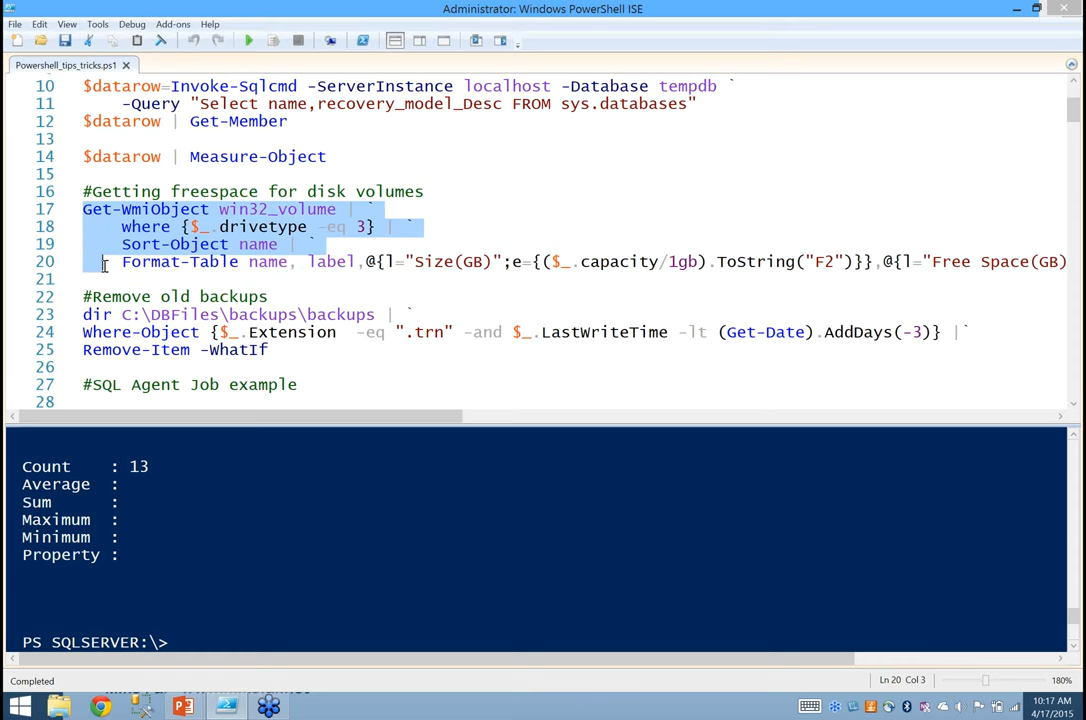 Administrator: Windows PowerShell ISE
File Edit View Tools Debug Add-ons Help
Powershell_tips_tricks.ps1
10 $datarow=Invoke-Sqlcmd -ServerInstance localhost -Database tempdb `
11 -Query "Select name,recovery_model_Desc FROM sys.databases"
12 $datarow | Get-Member
13
14 $datarow | Measure-Object
15
16 #Getting freespace for disk volumes
17 Get-WmiObject win32_volume | `
18 where {$_.drivetype -eq 3} | `
19 Sort-Object name | `
20 Format-Table name, label,@{l="Size(GB)";e={($_.capacity/1gb).ToString("F2")}},@{l="Free Space(GB)
21
22 #Remove old backups
23 dir C:\DBFiles\backups\backups | `
24 Where-Object {$_.Extension -eq ".trn" -and $_.LastWriteTime -lt (Get-Date).AddDays(-3)} |`
25 Remove-Item -WhatIf
26
27 #SQL Agent Job example
28
Count : 13
Average :
Sum :
Maximum :
Minimum :
Property :
PS SQLSERVER:\>
Completed Ln 20 Col 3 180%
10:17 AM
4/17/2015